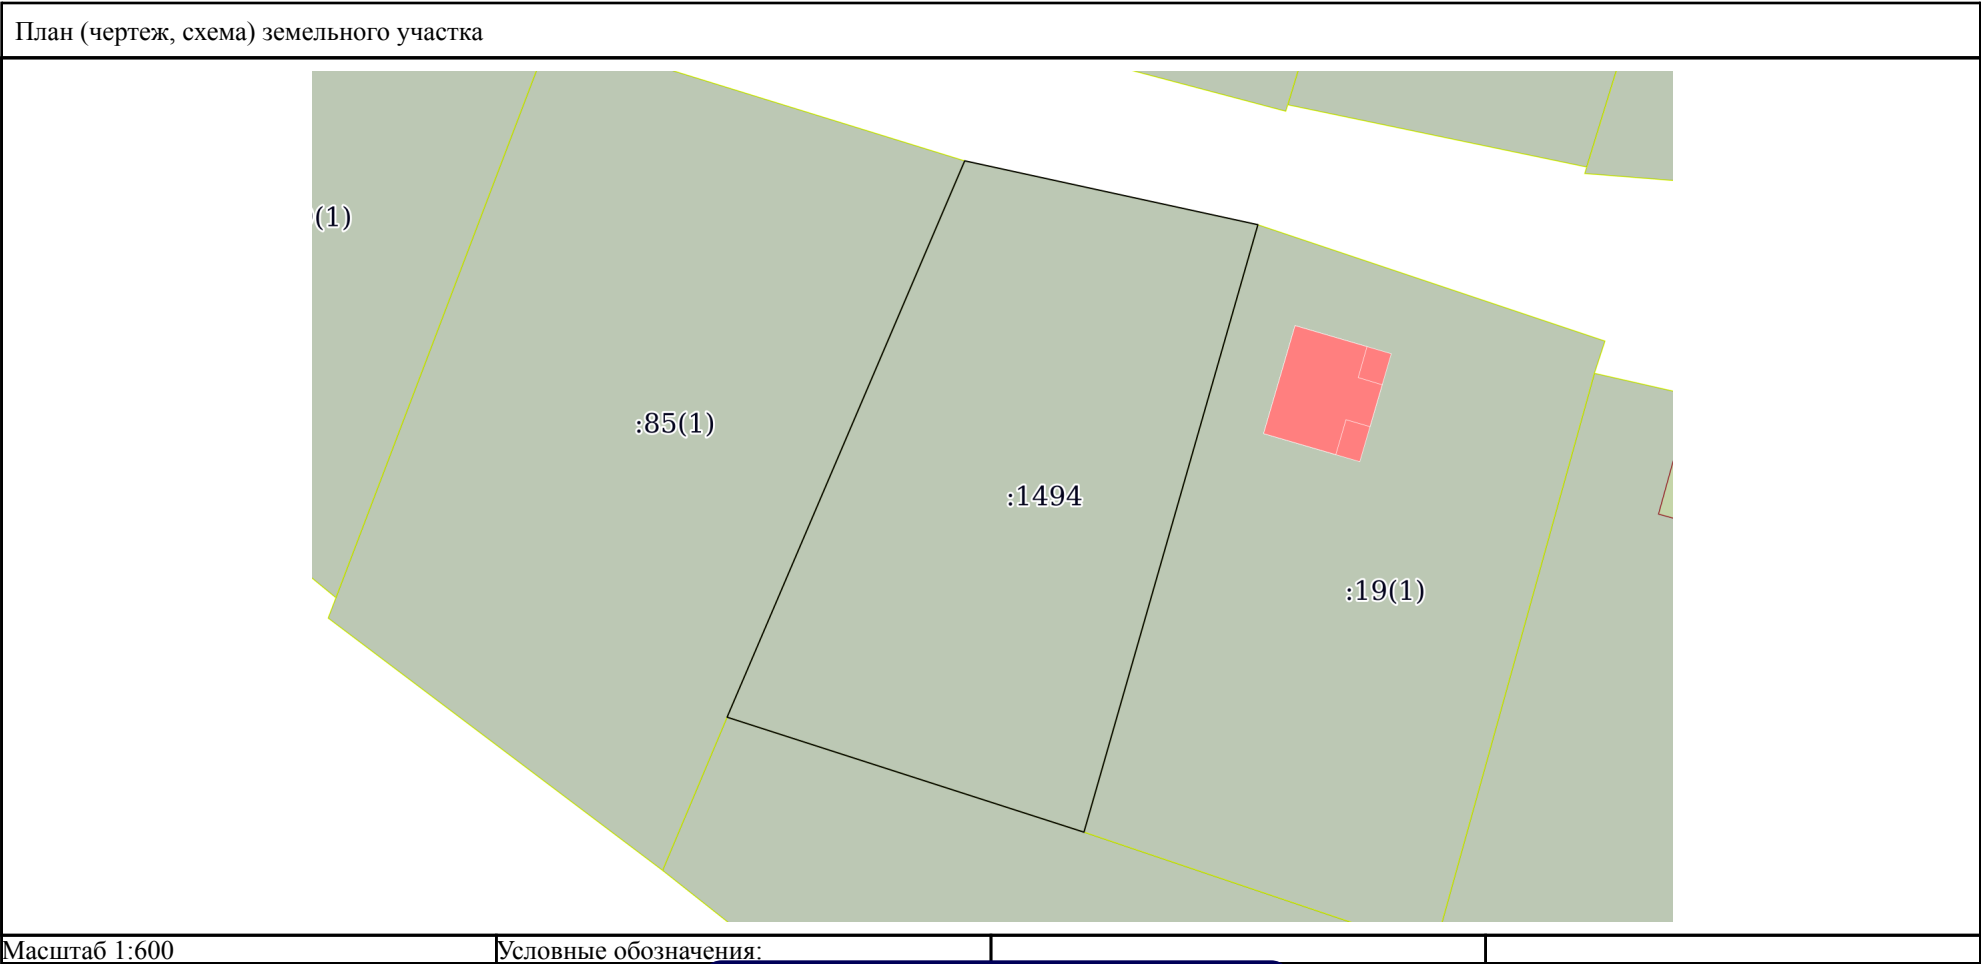 План (чертеж, схема) земельного участка
(1)
:85(1)
:1494
:19(1)
Масштаб 1:600
Условные обозначения: